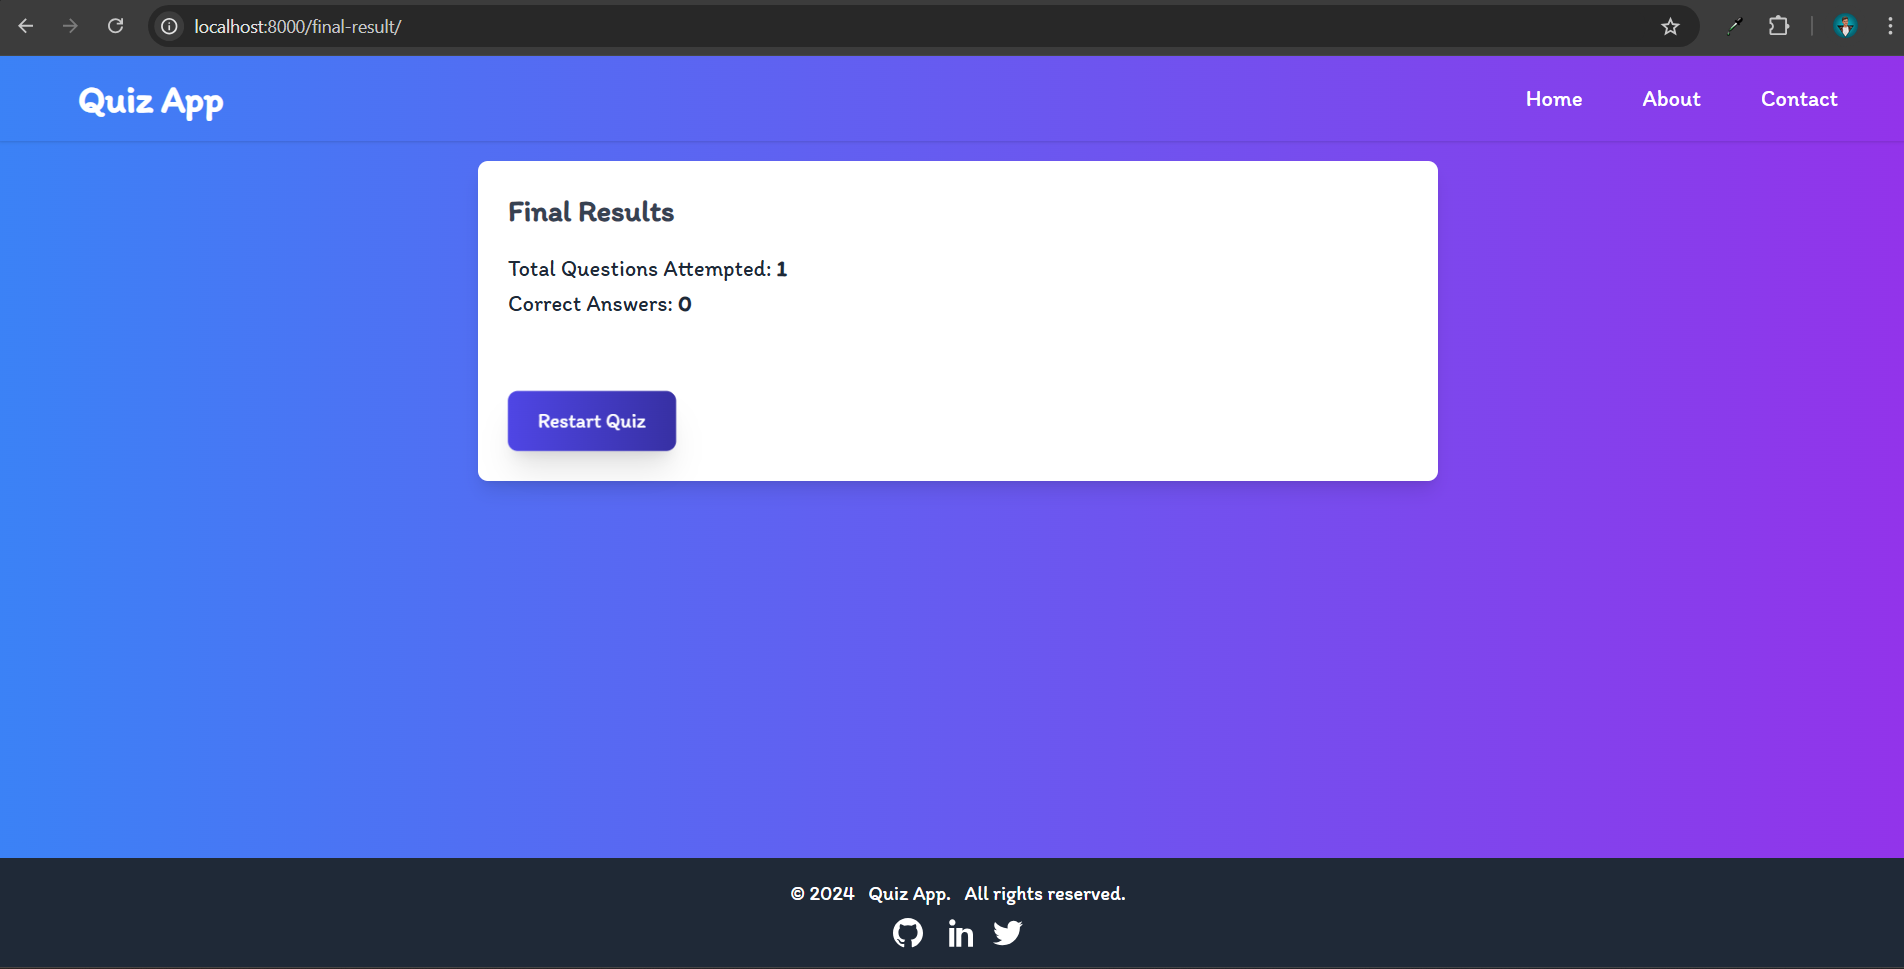 localhost:8000/final-result/
Quiz App
Home About Contact
Final Results
Total Questions Attempted: 1
Correct Answers: 0
Restart Quiz
© 2024 Quiz App. All rights reserved.